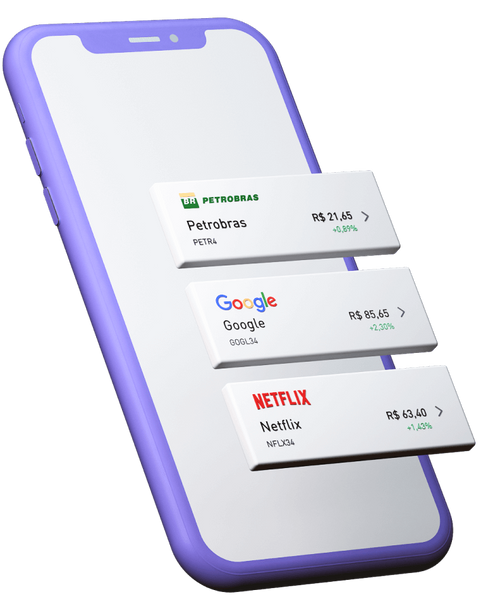 BR PETROBRAS
Petrobras
PETR4
R$ 21,65
+0,89%
Google
Google
GOGL34
R$ 85,65
+2,30%
NETFLIX
Netflix
NFLX34
R$ 63,40
+1,43%